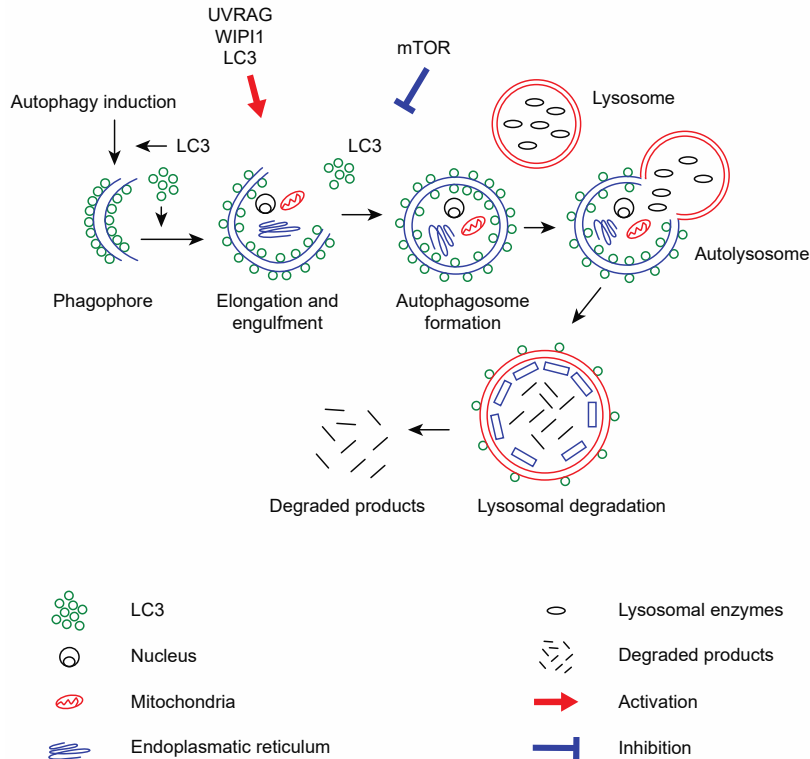 UVRAG
WIPI1
LC3
mTOR
Autophagy induction
Lysosome
LC3
LC3
Autolysosome
Phagophore
Elongation and
engulfment
Autophagosome
formation
Degraded products
Lysosomal degradation
LC3
Lysosomal enzymes
Nucleus
Degraded products
Mitochondria
Activation
Endoplasmatic reticulum
Inhibition